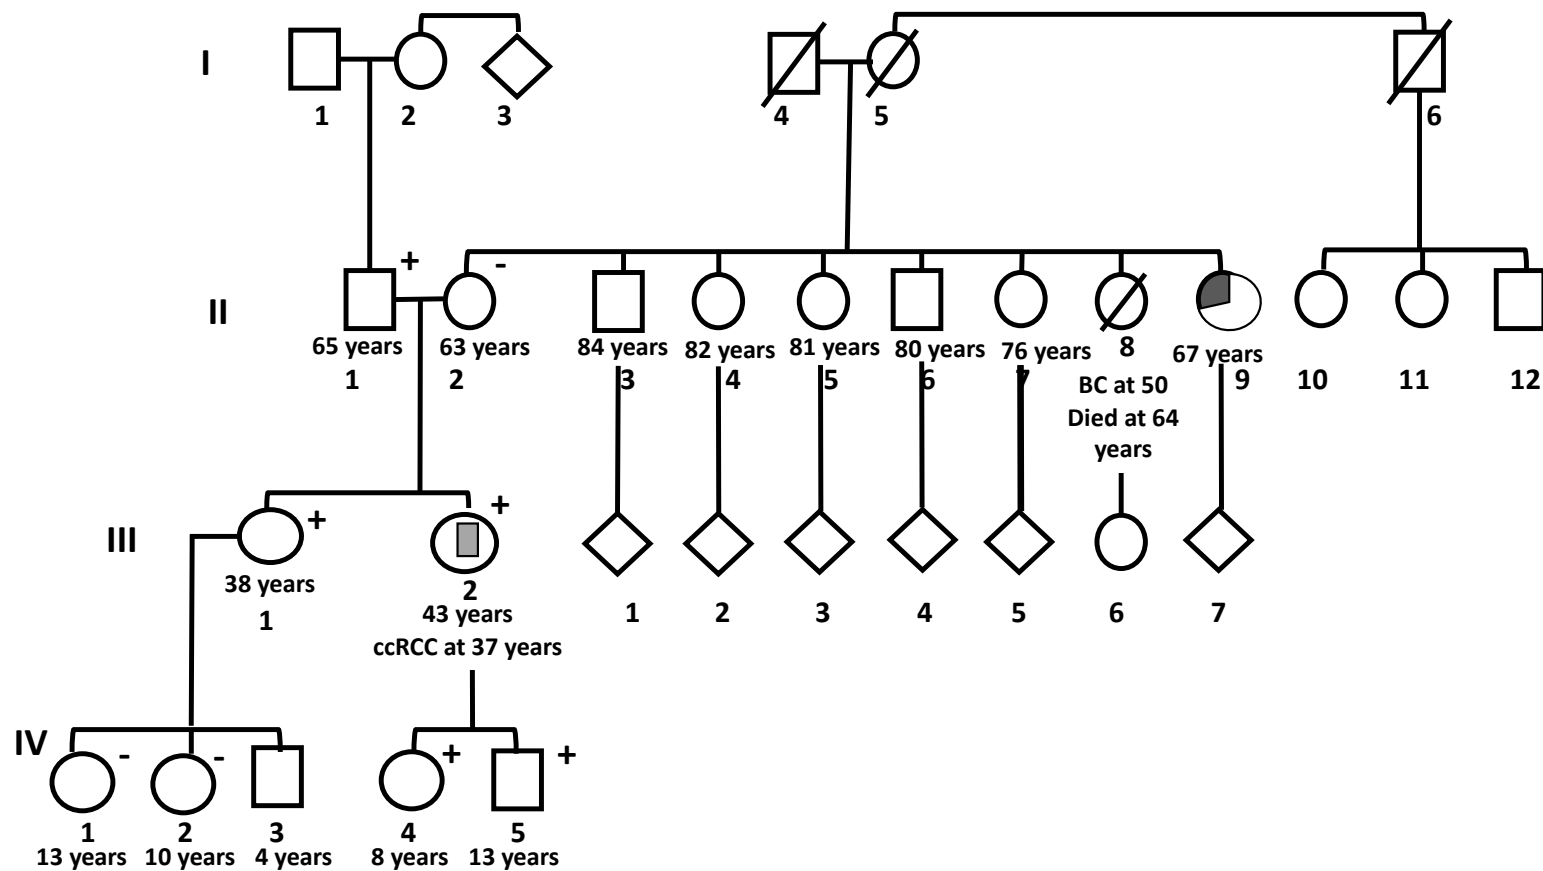 I
1 2 3 4 5 6
+ -
II
65 years 63 years 84 years 82 years 81 years 80 years 76 years 8 67 years
1 2 3 4 5 6 7 9 10 11 12
BC at 50
Died at 64
years
+ +
III
38 years 2
1 43 years 1 2 3 4 5 6 7
ccRCC at 37 years
IV - - + +
1 2 3 4 5
13 years 10 years 4 years 8 years 13 years